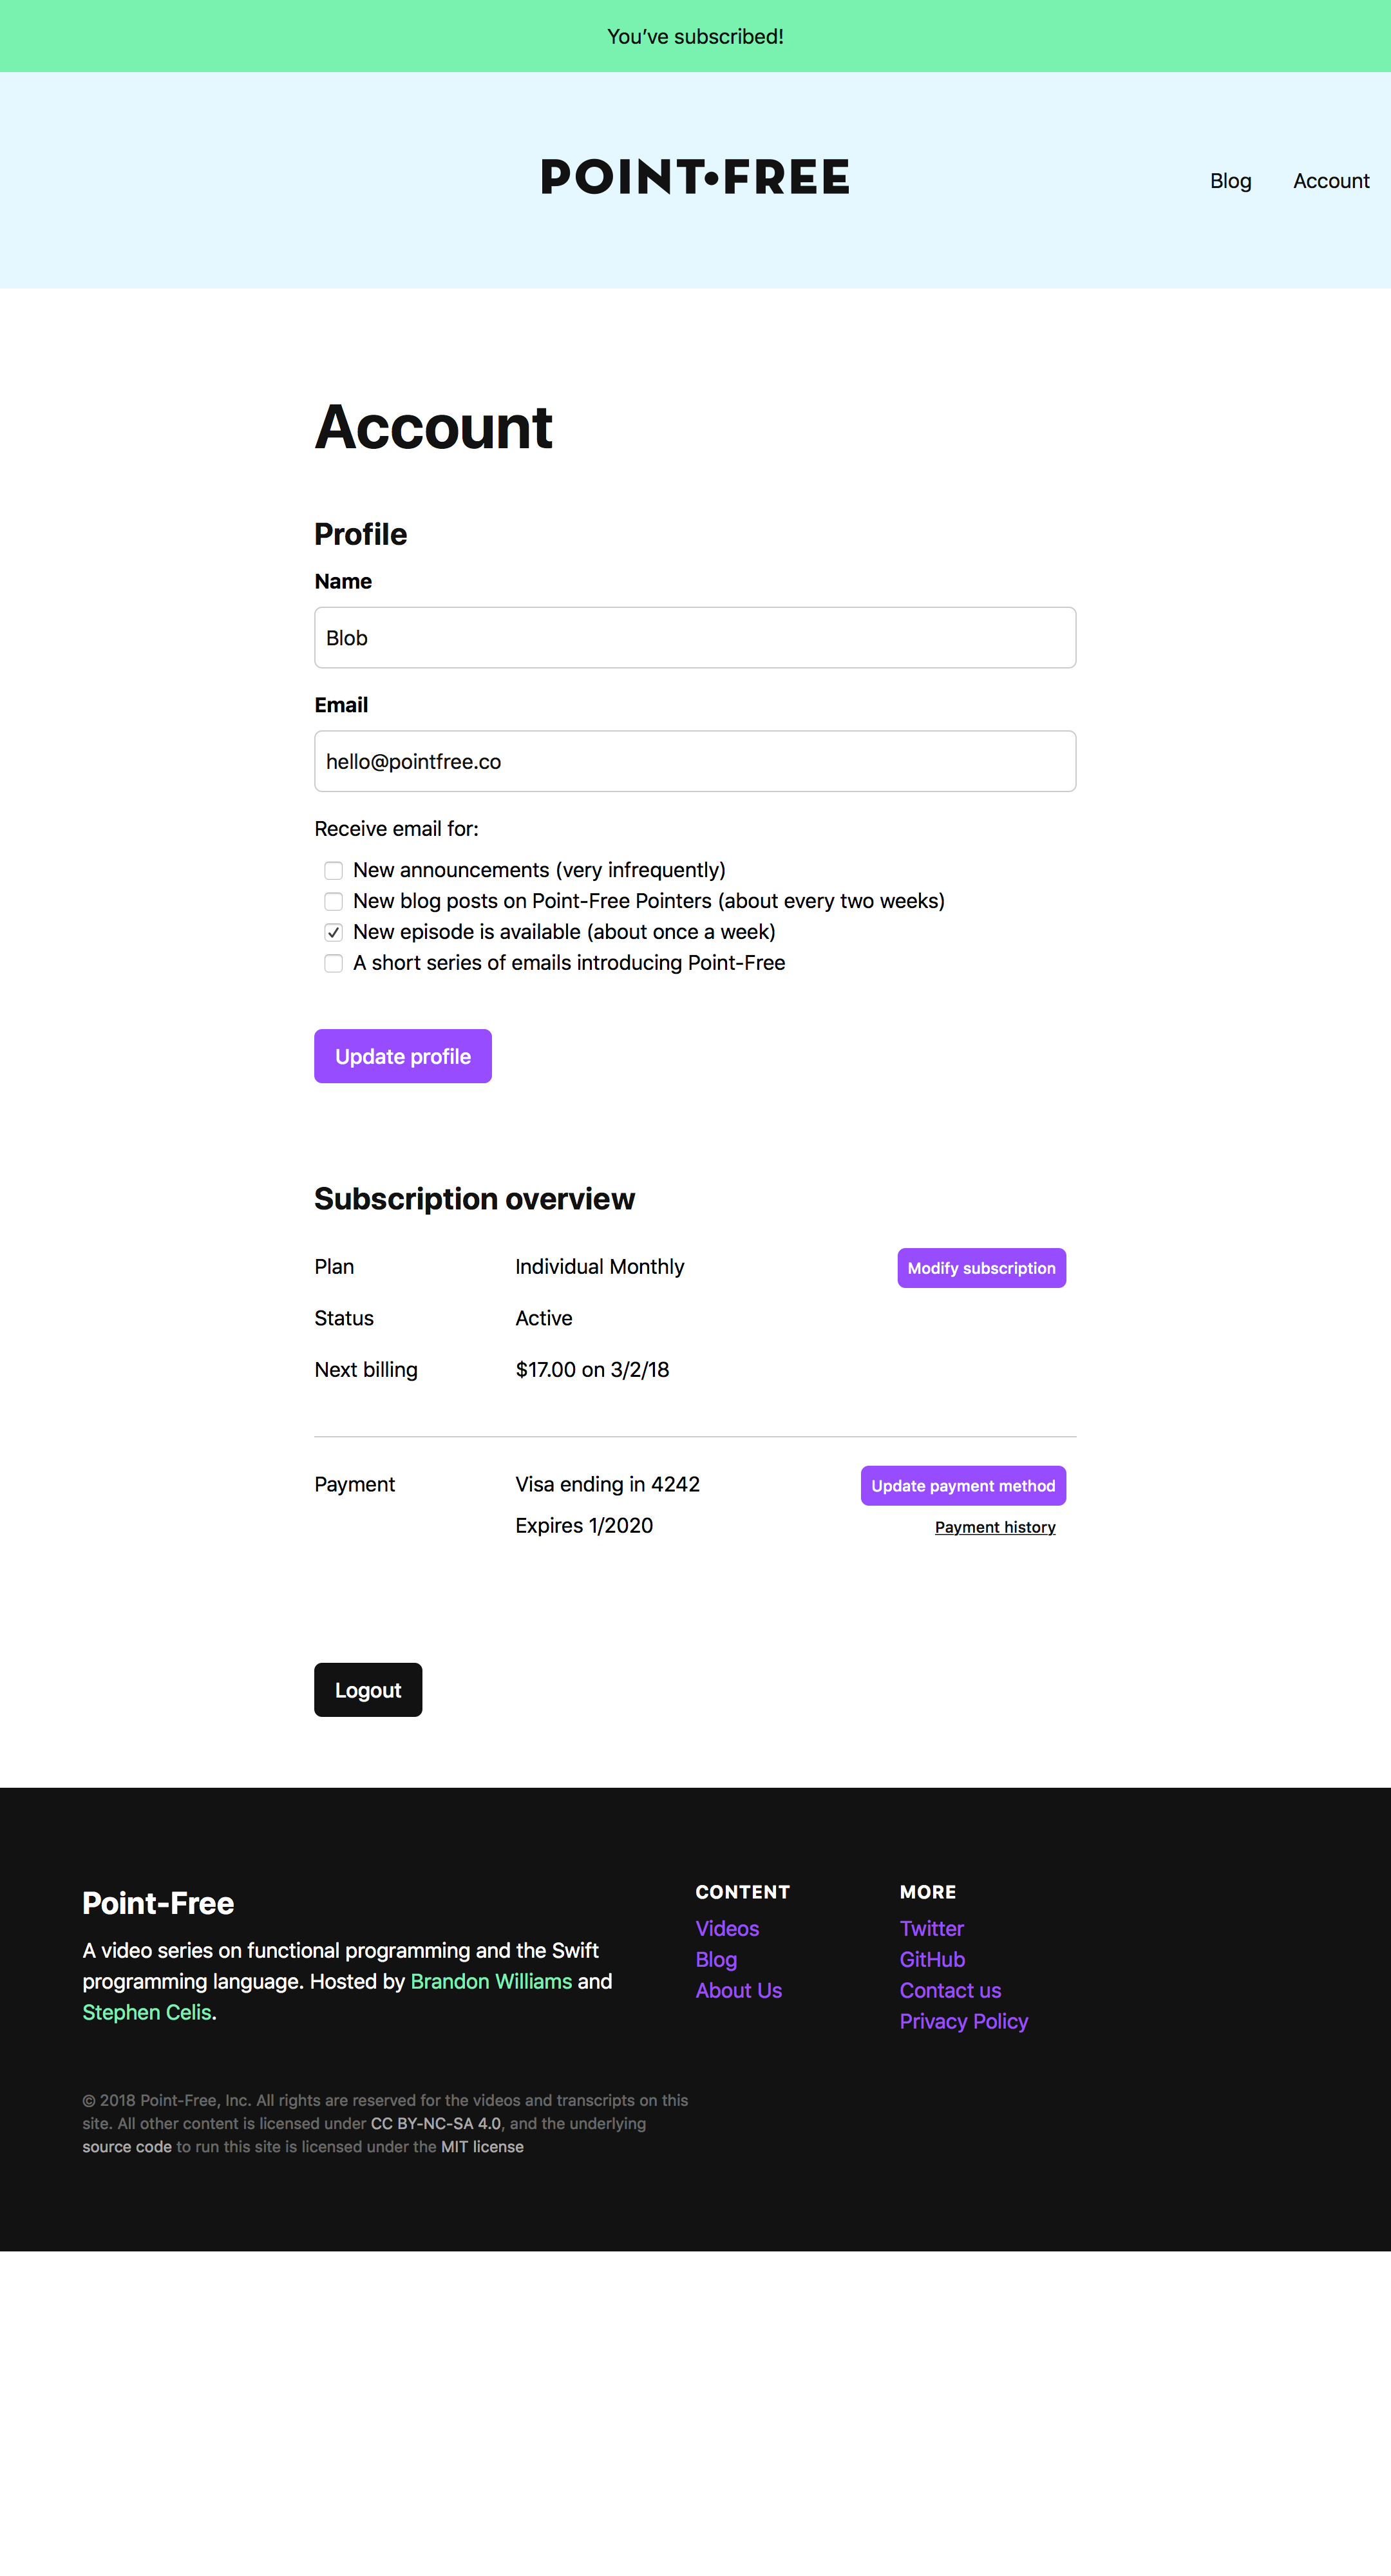 You’ve subscribed!
POINT•FREE
Blog
Account
Account
Profile
Name
Blob
Email
hello@pointfree.co
Receive email for:
New announcements (very infrequently)
New blog posts on Point-Free Pointers (about every two weeks)
New episode is available (about once a week)
A short series of emails introducing Point-Free
Update profile
Subscription overview
Plan
Individual Monthly
Modify subscription
Status
Active
Next billing
$17.00 on 3/2/18
Payment
Visa ending in 4242
Update payment method
Expires 1/2020
Payment history
Logout
Point-Free
A video series on functional programming and the Swift
programming language. Hosted by Brandon Williams and
Stephen Celis.
CONTENT
Videos
Blog
About Us
MORE
Twitter
GitHub
Contact us
Privacy Policy
© 2018 Point-Free, Inc. All rights are reserved for the videos and transcripts on this
site. All other content is licensed under CC BY-NC-SA 4.0, and the underlying
source code to run this site is licensed under the MIT license